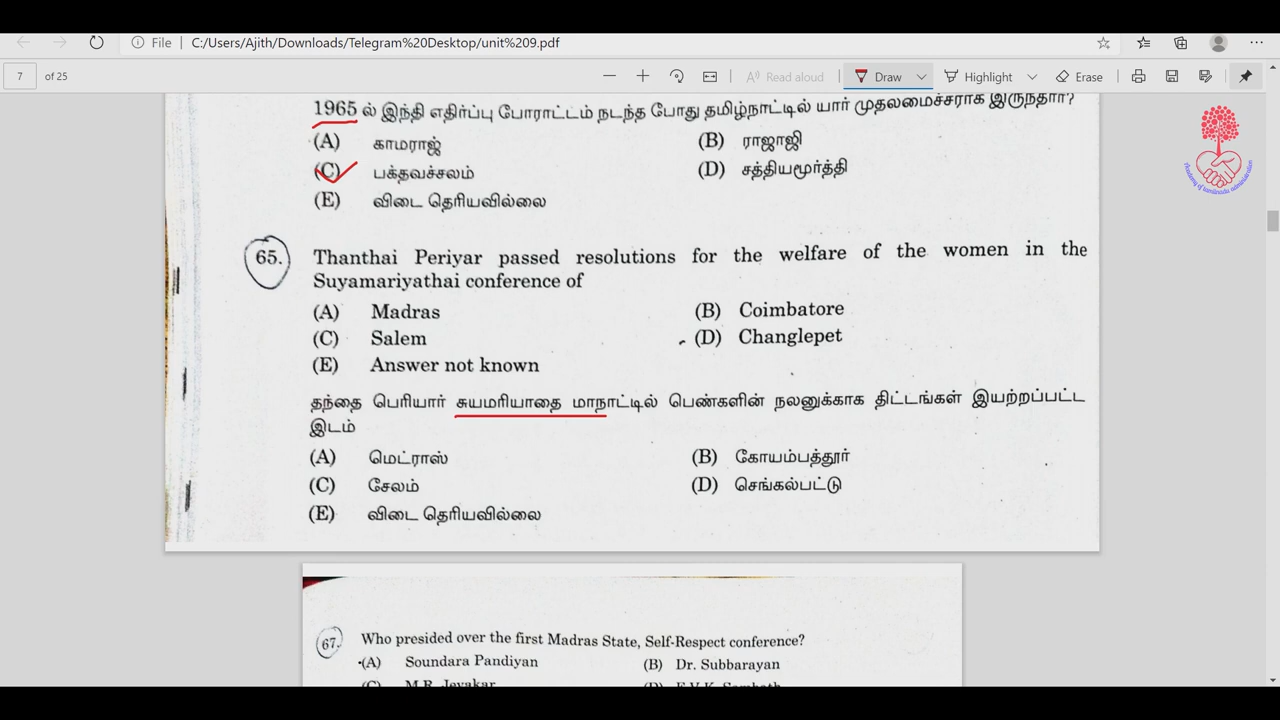 File C:/Users/Ajith/Downloads/Telegram%20Desktop/unit%209.pdf
7 of 25 Read aloud Draw Highlight Erase
1965 ல் இந்தி எதிர்ப்பு போராட்டம் நடந்த போது தமிழ்நாட்டில் யார் முதலமைச்சராக இருந்தார்?
(A) காமராஜ் (B) ராஜாஜி
(C) பக்தவச்சலம் (D) சத்தியமூர்த்தி
(E) விடை தெரியவில்லை
65. Thanthai Periyar passed resolutions for the welfare of the women in the
Suyamariyathai conference of
(A) Madras (B) Coimbatore
(C) Salem (D) Changlepet
(E) Answer not known
தந்தை பெரியார் சுயமரியாதை மாநாட்டில் பெண்களின் நலனுக்காக திட்டங்கள் இயற்றப்பட்ட
இடம்
(A) மெட்ராஸ் (B) கோயம்பத்தூர்
(C) சேலம் (D) செங்கல்பட்டு
(E) விடை தெரியவில்லை
67. Who presided over the first Madras State, Self-Respect conference?
(A) Soundara Pandiyan (B) Dr. Subbarayan
Academy of tamilnadu administration